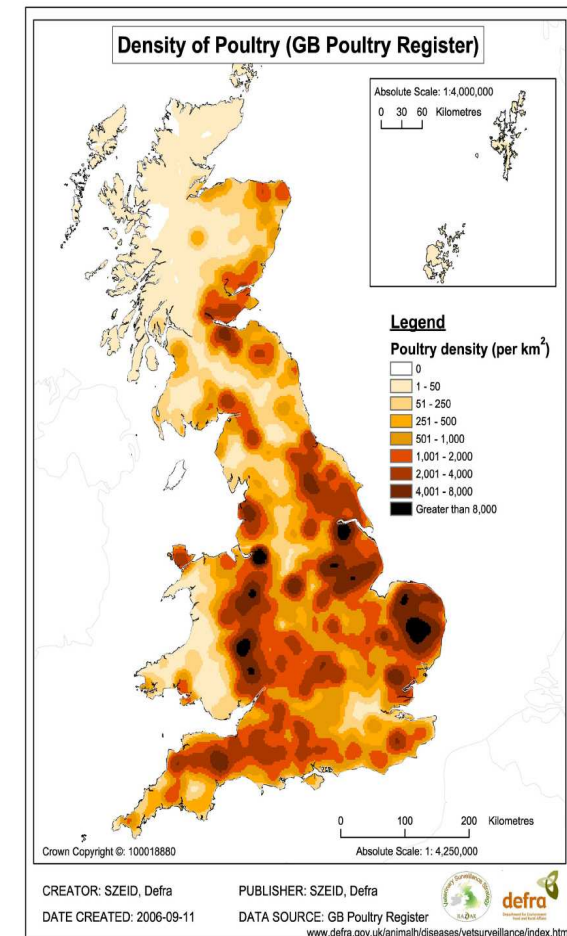 Density of Poultry (GB Poultry Register)
Absolute Scale: 1:4,000,000
0 30 60 Kilometres
Legend
Poultry density (per km²)
0
1 - 50
51 - 250
251 - 500
501 - 1,000
1,001 - 2,000
2,001 - 4,000
4,001 - 8,000
Greater than 8,000
0 100 200 Kilometres
Crown Copyright ©: 100018880
Absolute Scale: 1: 4,250,000
CREATOR: SZEID, Defra
PUBLISHER: SZEID, Defra
DATE CREATED: 2006-09-11
DATA SOURCE: GB Poultry Register
RADAR
defra
www.defra.gov.uk/animalh/diseases/vetsurveillance/index.htm